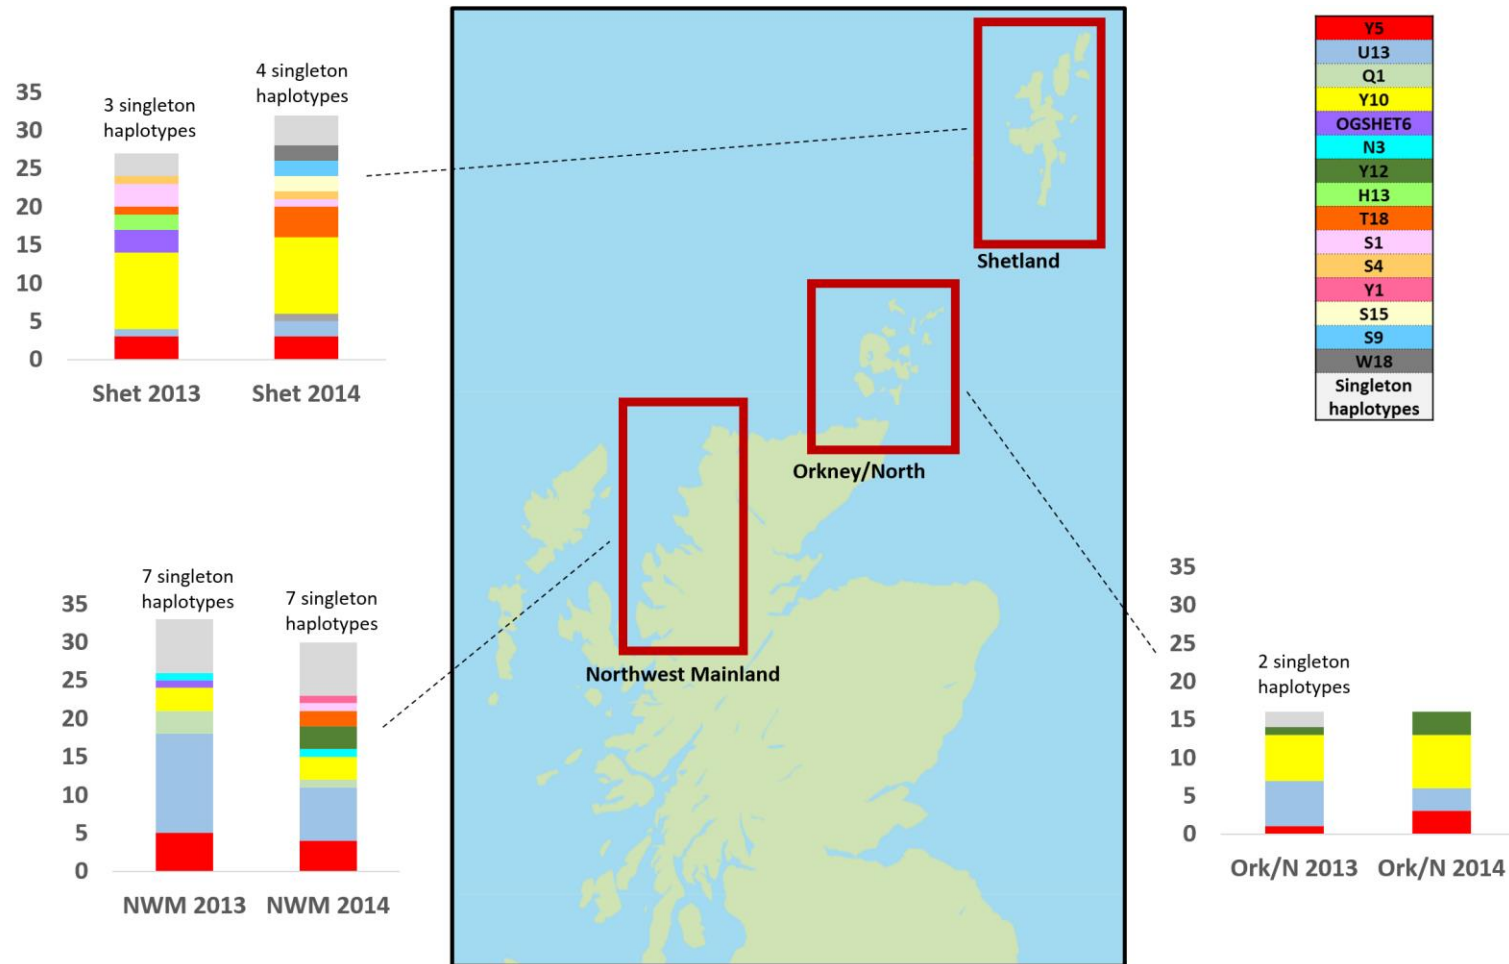 4 singleton
haplotypes
3 singleton
haplotypes
35
30
25
20
15
10
5
0
Shet 2013
Shet 2014
Shetland
Orkney/North
Northwest Mainland
Y5
U13
Q1
Y10
OGSHET6
N3
Y12
H13
T18
S1
S4
Y1
S15
S9
W18
Singleton
haplotypes
7 singleton
haplotypes
7 singleton
haplotypes
35
30
25
20
15
10
5
0
NWM 2013
NWM 2014
35
30
25
20
15
10
5
0
2 singleton
haplotypes
Ork/N 2013
Ork/N 2014